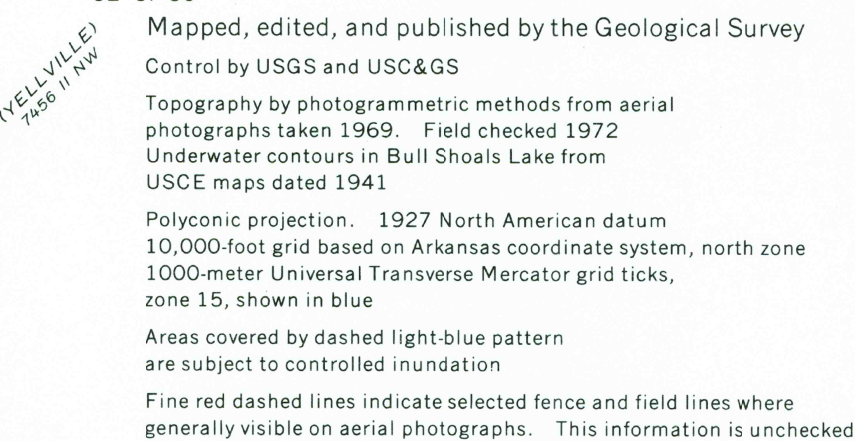 (YELLVILLE)
7456 II NW
Mapped, edited, and published by the Geological Survey
Control by USGS and USC&GS
Topography by photogrammetric methods from aerial
photographs taken 1969. Field checked 1972
Underwater contours in Bull Shoals Lake from
USCE maps dated 1941
Polyconic projection. 1927 North American datum
10,000-foot grid based on Arkansas coordinate system, north zone
1000-meter Universal Transverse Mercator grid ticks,
zone 15, shown in blue
Areas covered by dashed light-blue pattern
are subject to controlled inundation
Fine red dashed lines indicate selected fence and field lines where
generally visible on aerial photographs. This information is unchecked